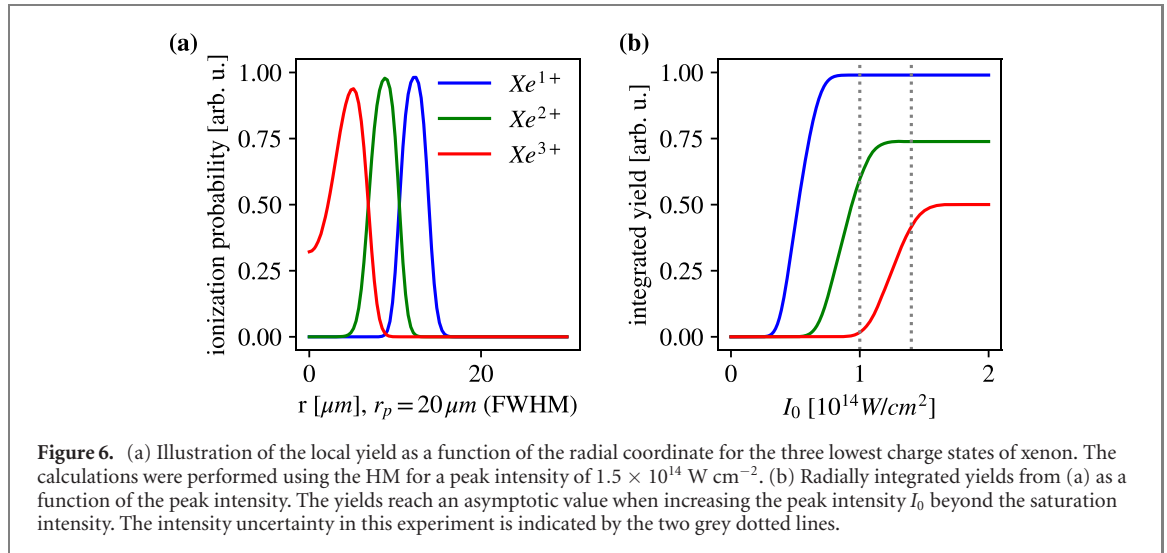 (a)
ionization probability [arb. u.]
1.00
0.75
0.50
0.25
0.00
Xe¹⁺
Xe²⁺
Xe³⁺
0
20
r [μm], rₚ = 20 μm (FWHM)
(b)
integrated yield [arb. u.]
1.00
0.75
0.50
0.25
0.00
0
1
2
I₀ [10¹⁴W/cm²]
Figure 6. (a) Illustration of the local yield as a function of the radial coordinate for the three lowest charge states of xenon. The
calculations were performed using the HM for a peak intensity of 1.5 × 10¹⁴ W cm⁻². (b) Radially integrated yields from (a) as a
function of the peak intensity. The yields reach an asymptotic value when increasing the peak intensity I₀ beyond the saturation
intensity. The intensity uncertainty in this experiment is indicated by the two grey dotted lines.